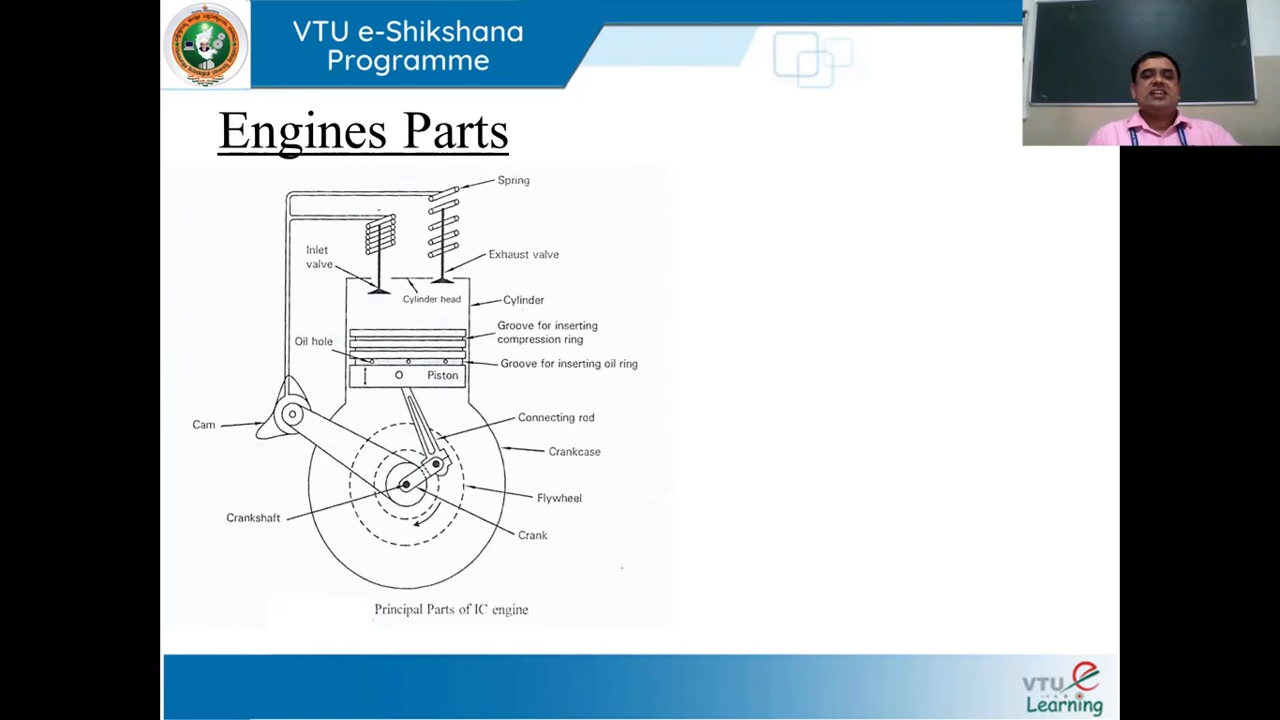 VTU e-Shikshana
Programme
Engines Parts
Spring
Inlet
valve
Exhaust valve
Cylinder head
Cylinder
Groove for inserting
compression ring
Oil hole
Groove for inserting oil ring
Piston
Connecting rod
Cam
Crankcase
Flywheel
Crankshaft
Crank
Principal Parts of IC engine
VTU e
Learning